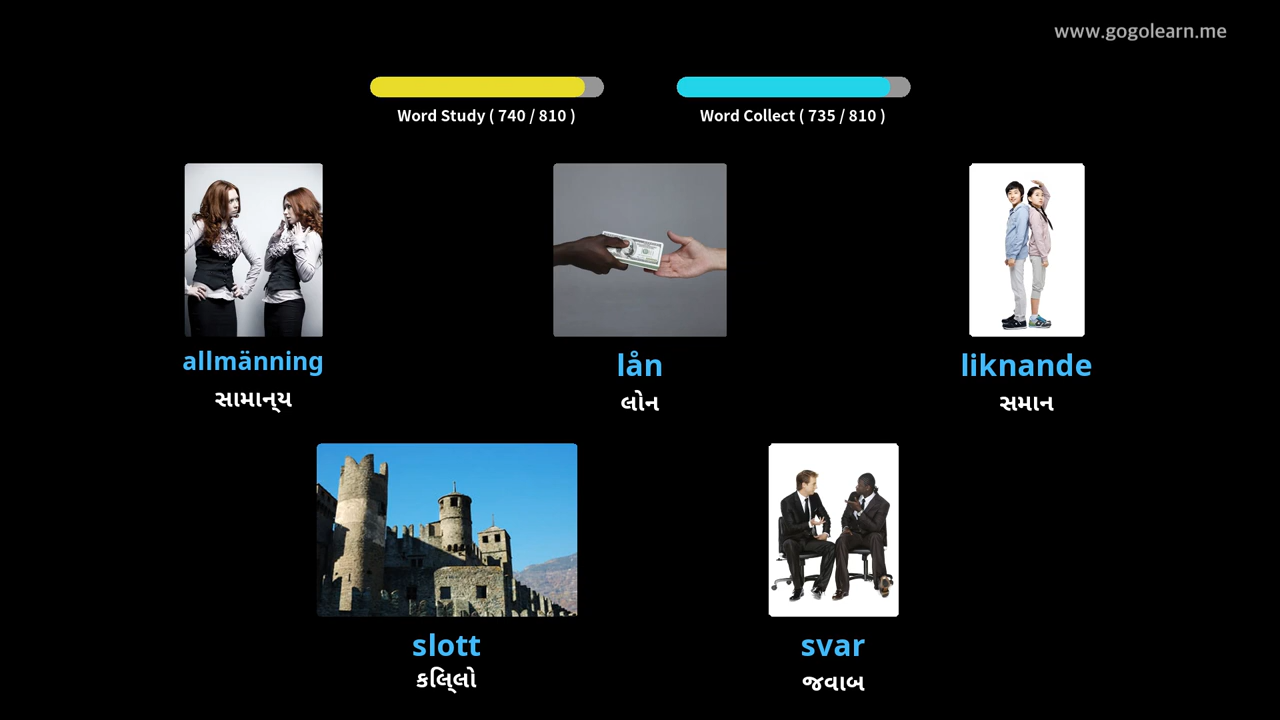 www.gogolearn.me
Word Study ( 740 / 810 )
Word Collect ( 735 / 810 )
allmänning
સામાન્ય
lån
લોન
liknande
સમાન
slott
કિલ્લો
svar
જવાબ